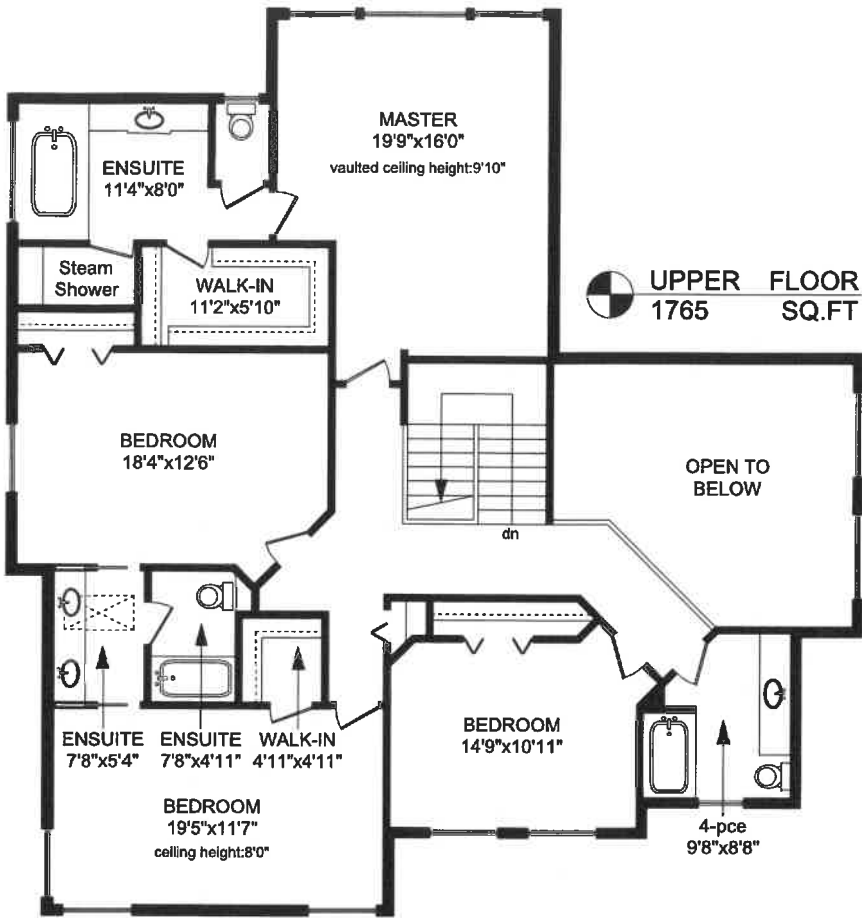 MASTER
19'9"x16'0"
vaulted ceiling height:9'10"
ENSUITE
11'4"x8'0"
Steam
Shower
WALK-IN
11'2"x5'10"
UPPER FLOOR
1765 SQ.FT
BEDROOM
18'4"x12'6"
OPEN TO
BELOW
dn
ENSUITE
7'8"x5'4"
ENSUITE
7'8"x4'11"
WALK-IN
4'11"x4'11"
BEDROOM
14'9"x10'11"
BEDROOM
19'5"x11'7"
ceiling height:8'0"
4-pce
9'8"x8'8"